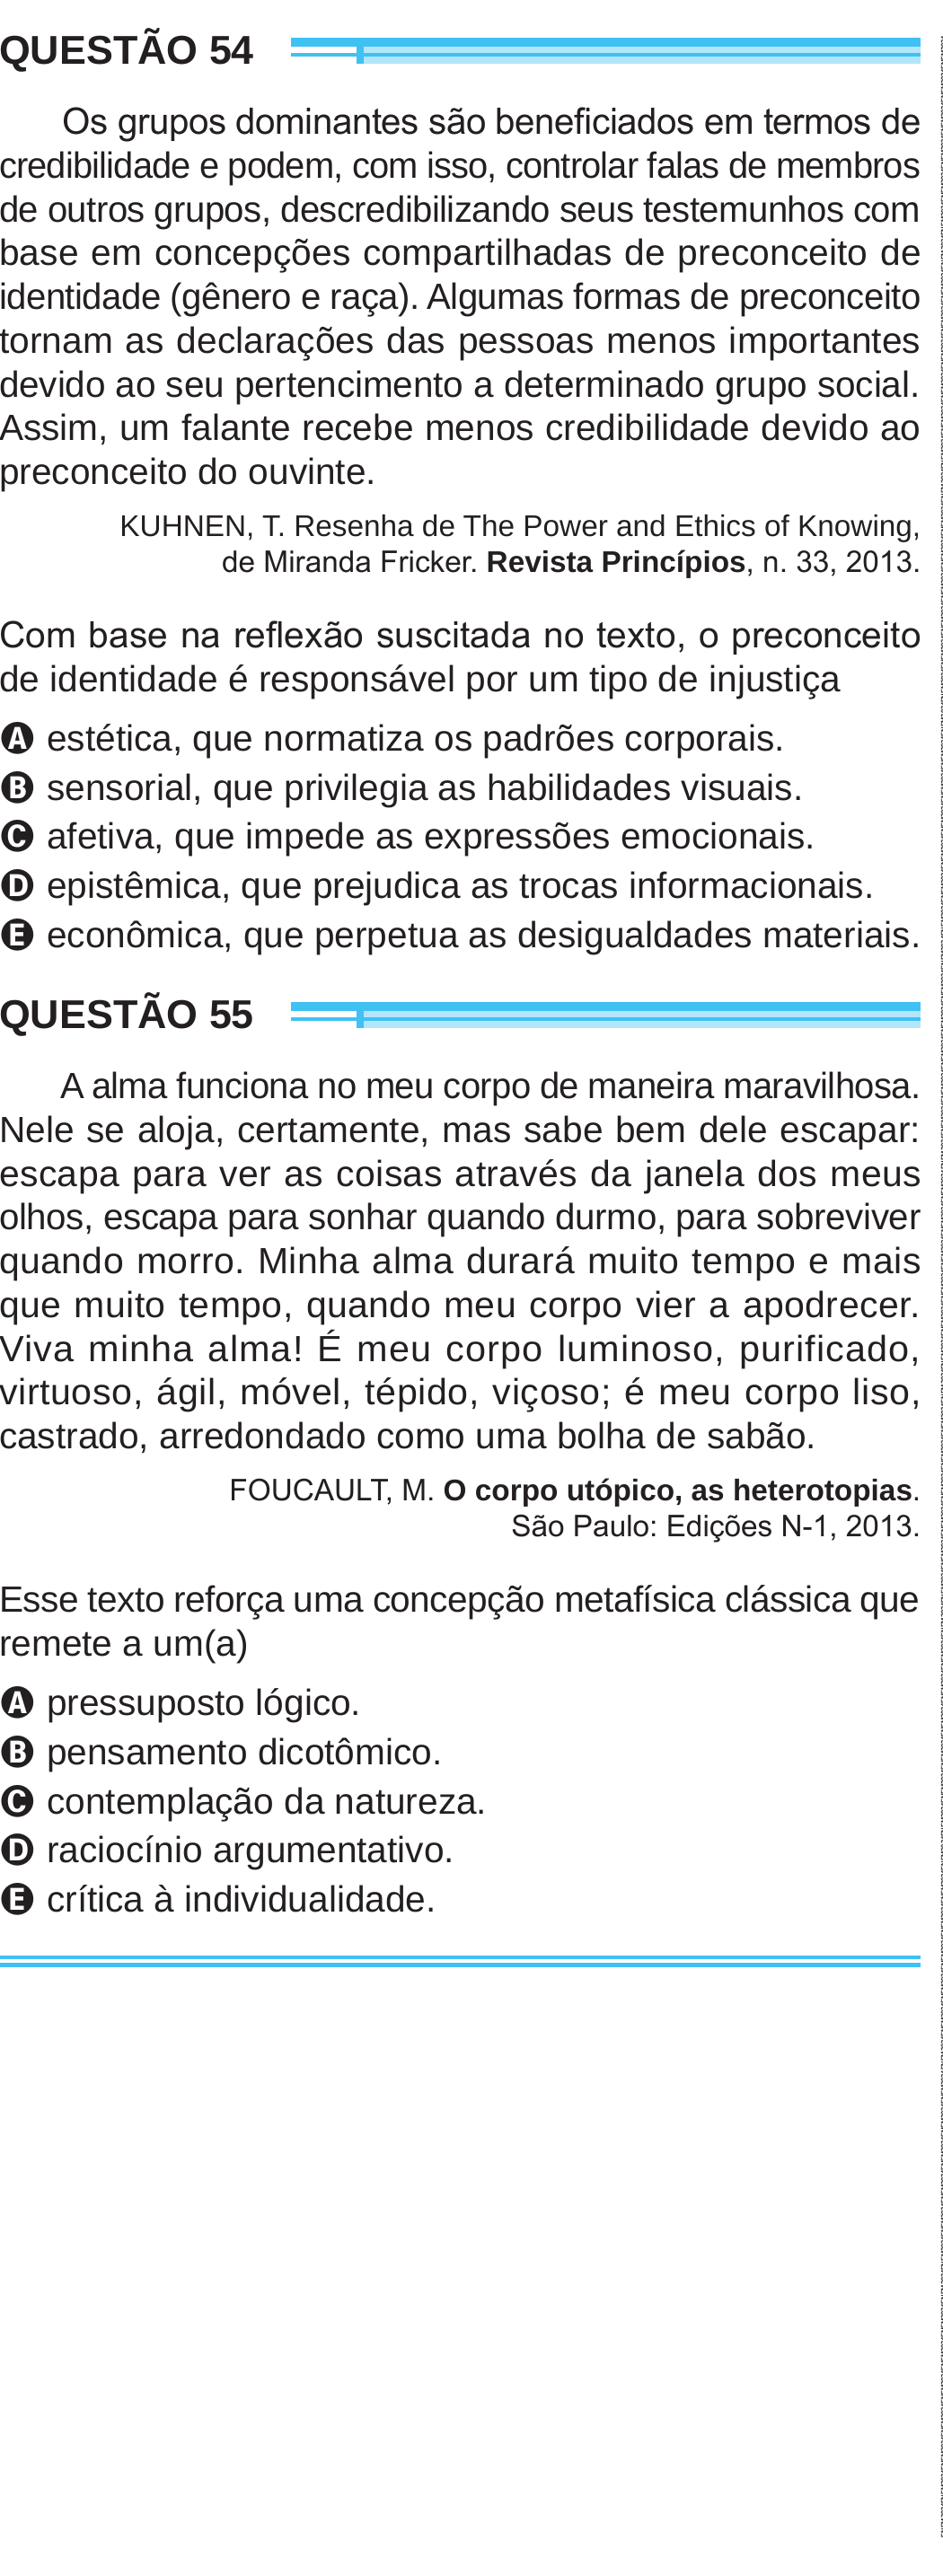 QUESTÃO 54
Os grupos dominantes são beneficiados em termos de
credibilidade e podem, com isso, controlar falas de membros
de outros grupos, descredibilizando seus testemunhos com
base em concepções compartilhadas de preconceito de
identidade (gênero e raça). Algumas formas de preconceito
tornam as declarações das pessoas menos importantes
devido ao seu pertencimento a determinado grupo social.
Assim, um falante recebe menos credibilidade devido ao
preconceito do ouvinte.
KUHNEN, T. Resenha de The Power and Ethics of Knowing,
de Miranda Fricker. Revista Princípios, n. 33, 2013.
Com base na reflexão suscitada no texto, o preconceito
de identidade é responsável por um tipo de injustiça
A estética, que normatiza os padrões corporais.
B sensorial, que privilegia as habilidades visuais.
C afetiva, que impede as expressões emocionais.
D epistêmica, que prejudica as trocas informacionais.
E econômica, que perpetua as desigualdades materiais.
QUESTÃO 55
A alma funciona no meu corpo de maneira maravilhosa.
Nele se aloja, certamente, mas sabe bem dele escapar:
escapa para ver as coisas através da janela dos meus
olhos, escapa para sonhar quando durmo, para sobreviver
quando morro. Minha alma durará muito tempo e mais
que muito tempo, quando meu corpo vier a apodrecer.
Viva minha alma! É meu corpo luminoso, purificado,
virtuoso, ágil, móvel, tépido, viçoso; é meu corpo liso,
castrado, arredondado como uma bolha de sabão.
FOUCAULT, M. O corpo utópico, as heterotopias.
São Paulo: Edições N-1, 2013.
Esse texto reforça uma concepção metafísica clássica que
remete a um(a)
A pressuposto lógico.
B pensamento dicotômico.
C contemplação da natureza.
D raciocínio argumentativo.
E crítica à individualidade.